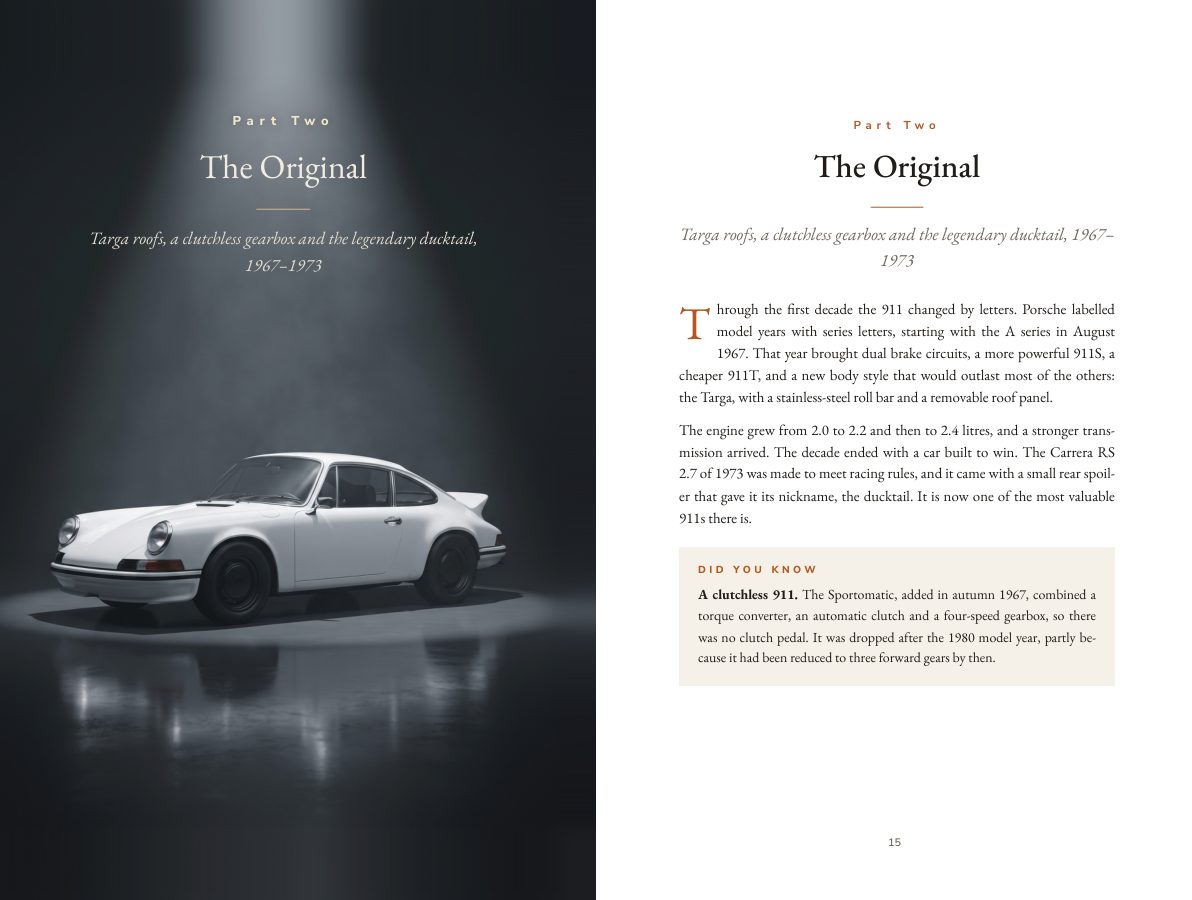 Part Two
The Original
Targa roofs, a clutchless gearbox and the legendary ducktail,
1967–1973
Part Two
The Original
Targa roofs, a clutchless gearbox and the legendary ducktail, 1967–
1973
Through the first decade the 911 changed by letters. Porsche labelled
model years with series letters, starting with the A series in August
1967. That year brought dual brake circuits, a more powerful 911S, a
cheaper 911T, and a new body style that would outlast most of the others:
the Targa, with a stainless-steel roll bar and a removable roof panel.
The engine grew from 2.0 to 2.2 and then to 2.4 litres, and a stronger trans-
mission arrived. The decade ended with a car built to win. The Carrera RS
2.7 of 1973 was made to meet racing rules, and it came with a small rear spoil-
er that gave it its nickname, the ducktail. It is now one of the most valuable
911s there is.
DID YOU KNOW
A clutchless 911. The Sportomatic, added in autumn 1967, combined a
torque converter, an automatic clutch and a four-speed gearbox, so there
was no clutch pedal. It was dropped after the 1980 model year, partly be-
cause it had been reduced to three forward gears by then.
15